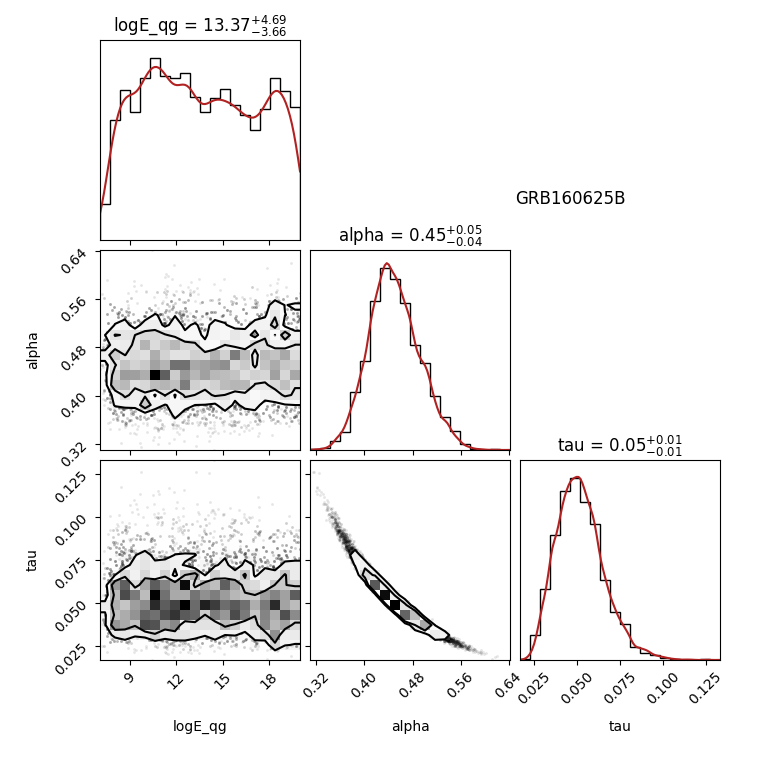 logE_qg = 13.37^{+4.69}_{-3.66}
GRB160625B
alpha = 0.45^{+0.05}_{-0.04}
0.64
0.56
0.48
0.40
0.32
alpha
tau = 0.05^{+0.01}_{-0.01}
0.125
0.100
0.075
0.050
0.025
tau
9 12 15 18
0.32 0.40 0.48 0.56 0.64
0.025 0.050 0.075 0.100 0.125
logE_qg alpha tau